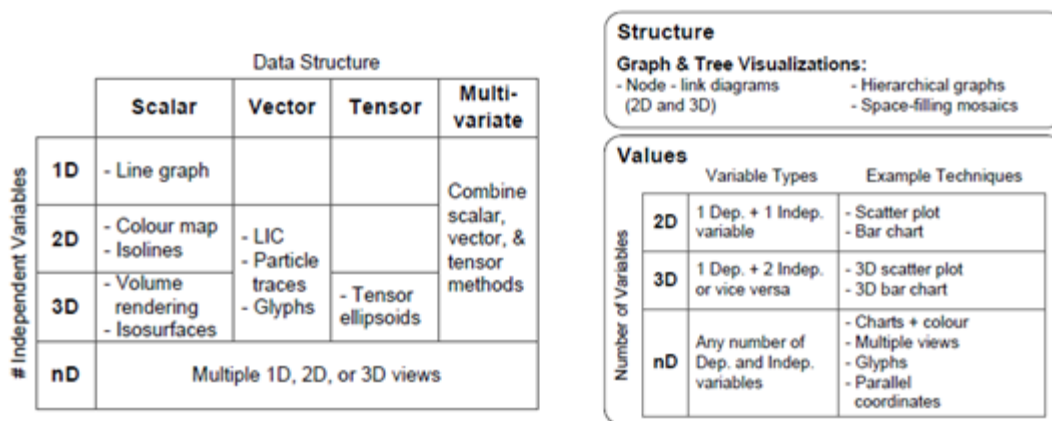 Data Structure
Scalar
Vector
Tensor
Multi-
variate
# Independent Variables
1D
- Line graph
2D
- Colour map
- Isolines
3D
- Volume
rendering
- Isosurfaces
- LIC
- Particle
traces
- Glyphs
- Tensor
ellipsoids
Combine
scalar,
vector, &
tensor
methods
nD
Multiple 1D, 2D, or 3D views
Structure
Graph & Tree Visualizations:
- Node - link diagrams
(2D and 3D)
- Hierarchical graphs
- Space-filling mosaics
Values
Variable Types
Example Techniques
Number of Variables
2D
1 Dep. + 1 Indep.
variable
- Scatter plot
- Bar chart
3D
1 Dep. + 2 Indep.
or vice versa
- 3D scatter plot
- 3D bar chart
nD
Any number of
Dep. and Indep.
variables
- Charts + colour
- Multiple views
- Glyphs
- Parallel
coordinates